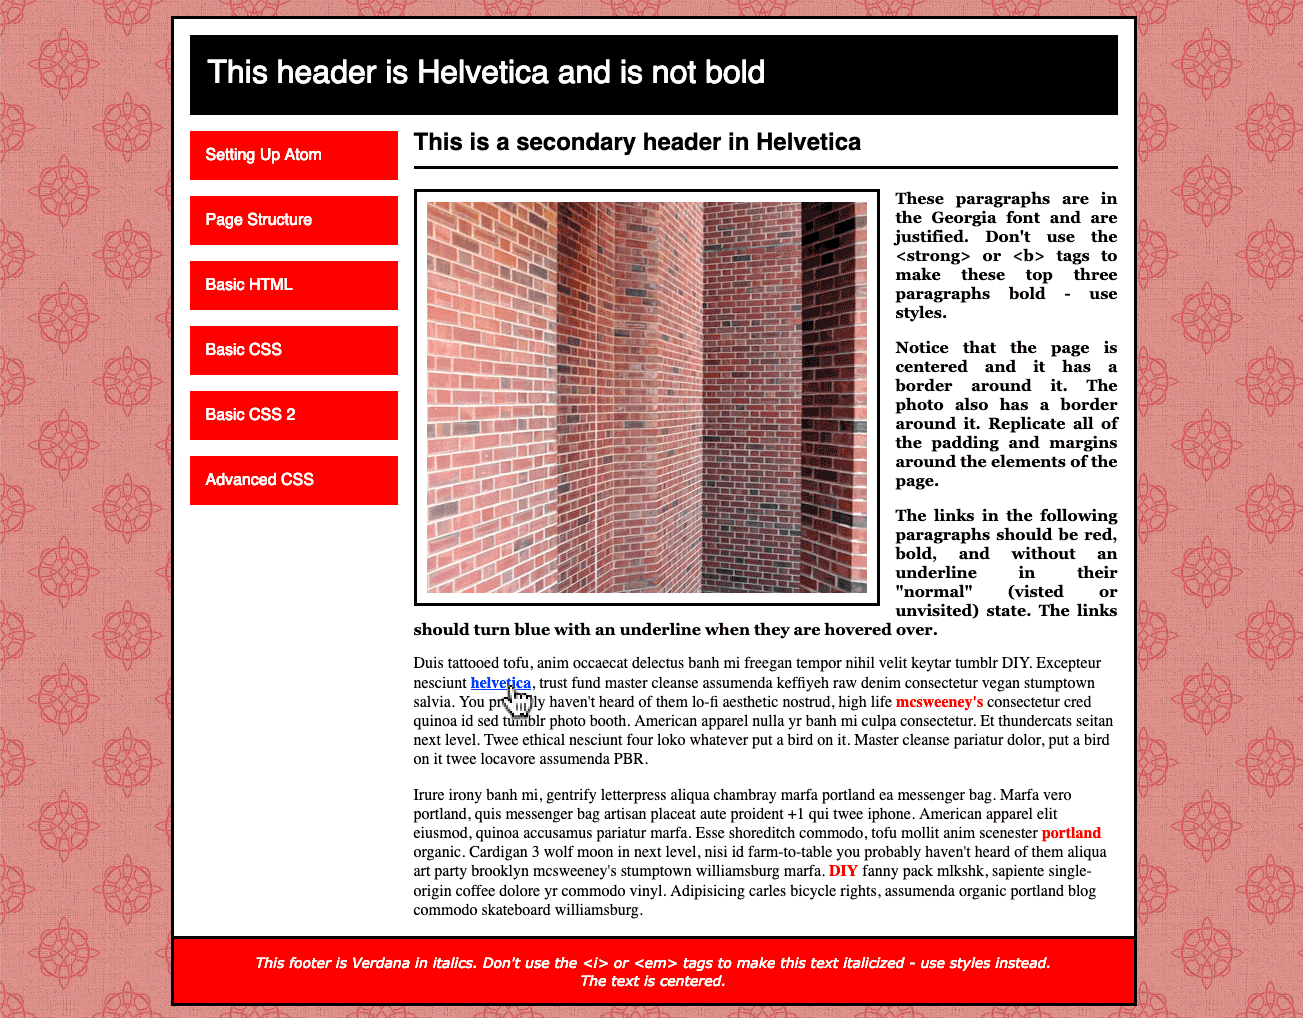 This header is Helvetica and is not bold
Setting Up Atom
Page Structure
Basic HTML
Basic CSS
Basic CSS 2
Advanced CSS
This is a secondary header in Helvetica
These paragraphs are in
the Georgia font and are
justified. Don't use the
<strong> or <b> tags to
make these top three
paragraphs bold - use
styles.
Notice that the page is
centered and it has a
border around it. The
photo also has a border
around it. Replicate all of
the padding and margins
around the elements of the
page.
The links in the following
paragraphs should be red,
bold, and without an
underline in their
"normal" (visted or
unvisited) state. The links
should turn blue with an underline when they are hovered over.
Duis tattooed tofu, anim occaecat delectus banh mi freegan tempor nihil velit keytar tumblr DIY. Excepteur
nesciunt helvetica, trust fund master cleanse assumenda keffiyeh raw denim consectetur vegan stumptown
salvia. You probably haven't heard of them lo-fi aesthetic nostrud, high life mcsweeney's consectetur cred
quinoa id sed tumblr photo booth. American apparel nulla yr banh mi culpa consectetur. Et thundercats seitan
next level. Twee ethical nesciunt four loko whatever put a bird on it. Master cleanse pariatur dolor, put a bird
on it twee locavore assumenda PBR.
Irure irony banh mi, gentrify letterpress aliqua chambray marfa portland ea messenger bag. Marfa vero
portland, quis messenger bag artisan placeat aute proident +1 qui twee iphone. American apparel elit
eiusmod, quinoa accusamus pariatur marfa. Esse shoreditch commodo, tofu mollit anim scenester portland
organic. Cardigan 3 wolf moon in next level, nisi id farm-to-table you probably haven't heard of them aliqua
art party brooklyn mcsweeney's stumptown williamsburg marfa. DIY fanny pack mlkshk, sapiente single-
origin coffee dolore yr commodo vinyl. Adipisicing carles bicycle rights, assumenda organic portland blog
commodo skateboard williamsburg.
This footer is Verdana in italics. Don't use the <i> or <em> tags to make this text italicized - use styles instead.
The text is centered.